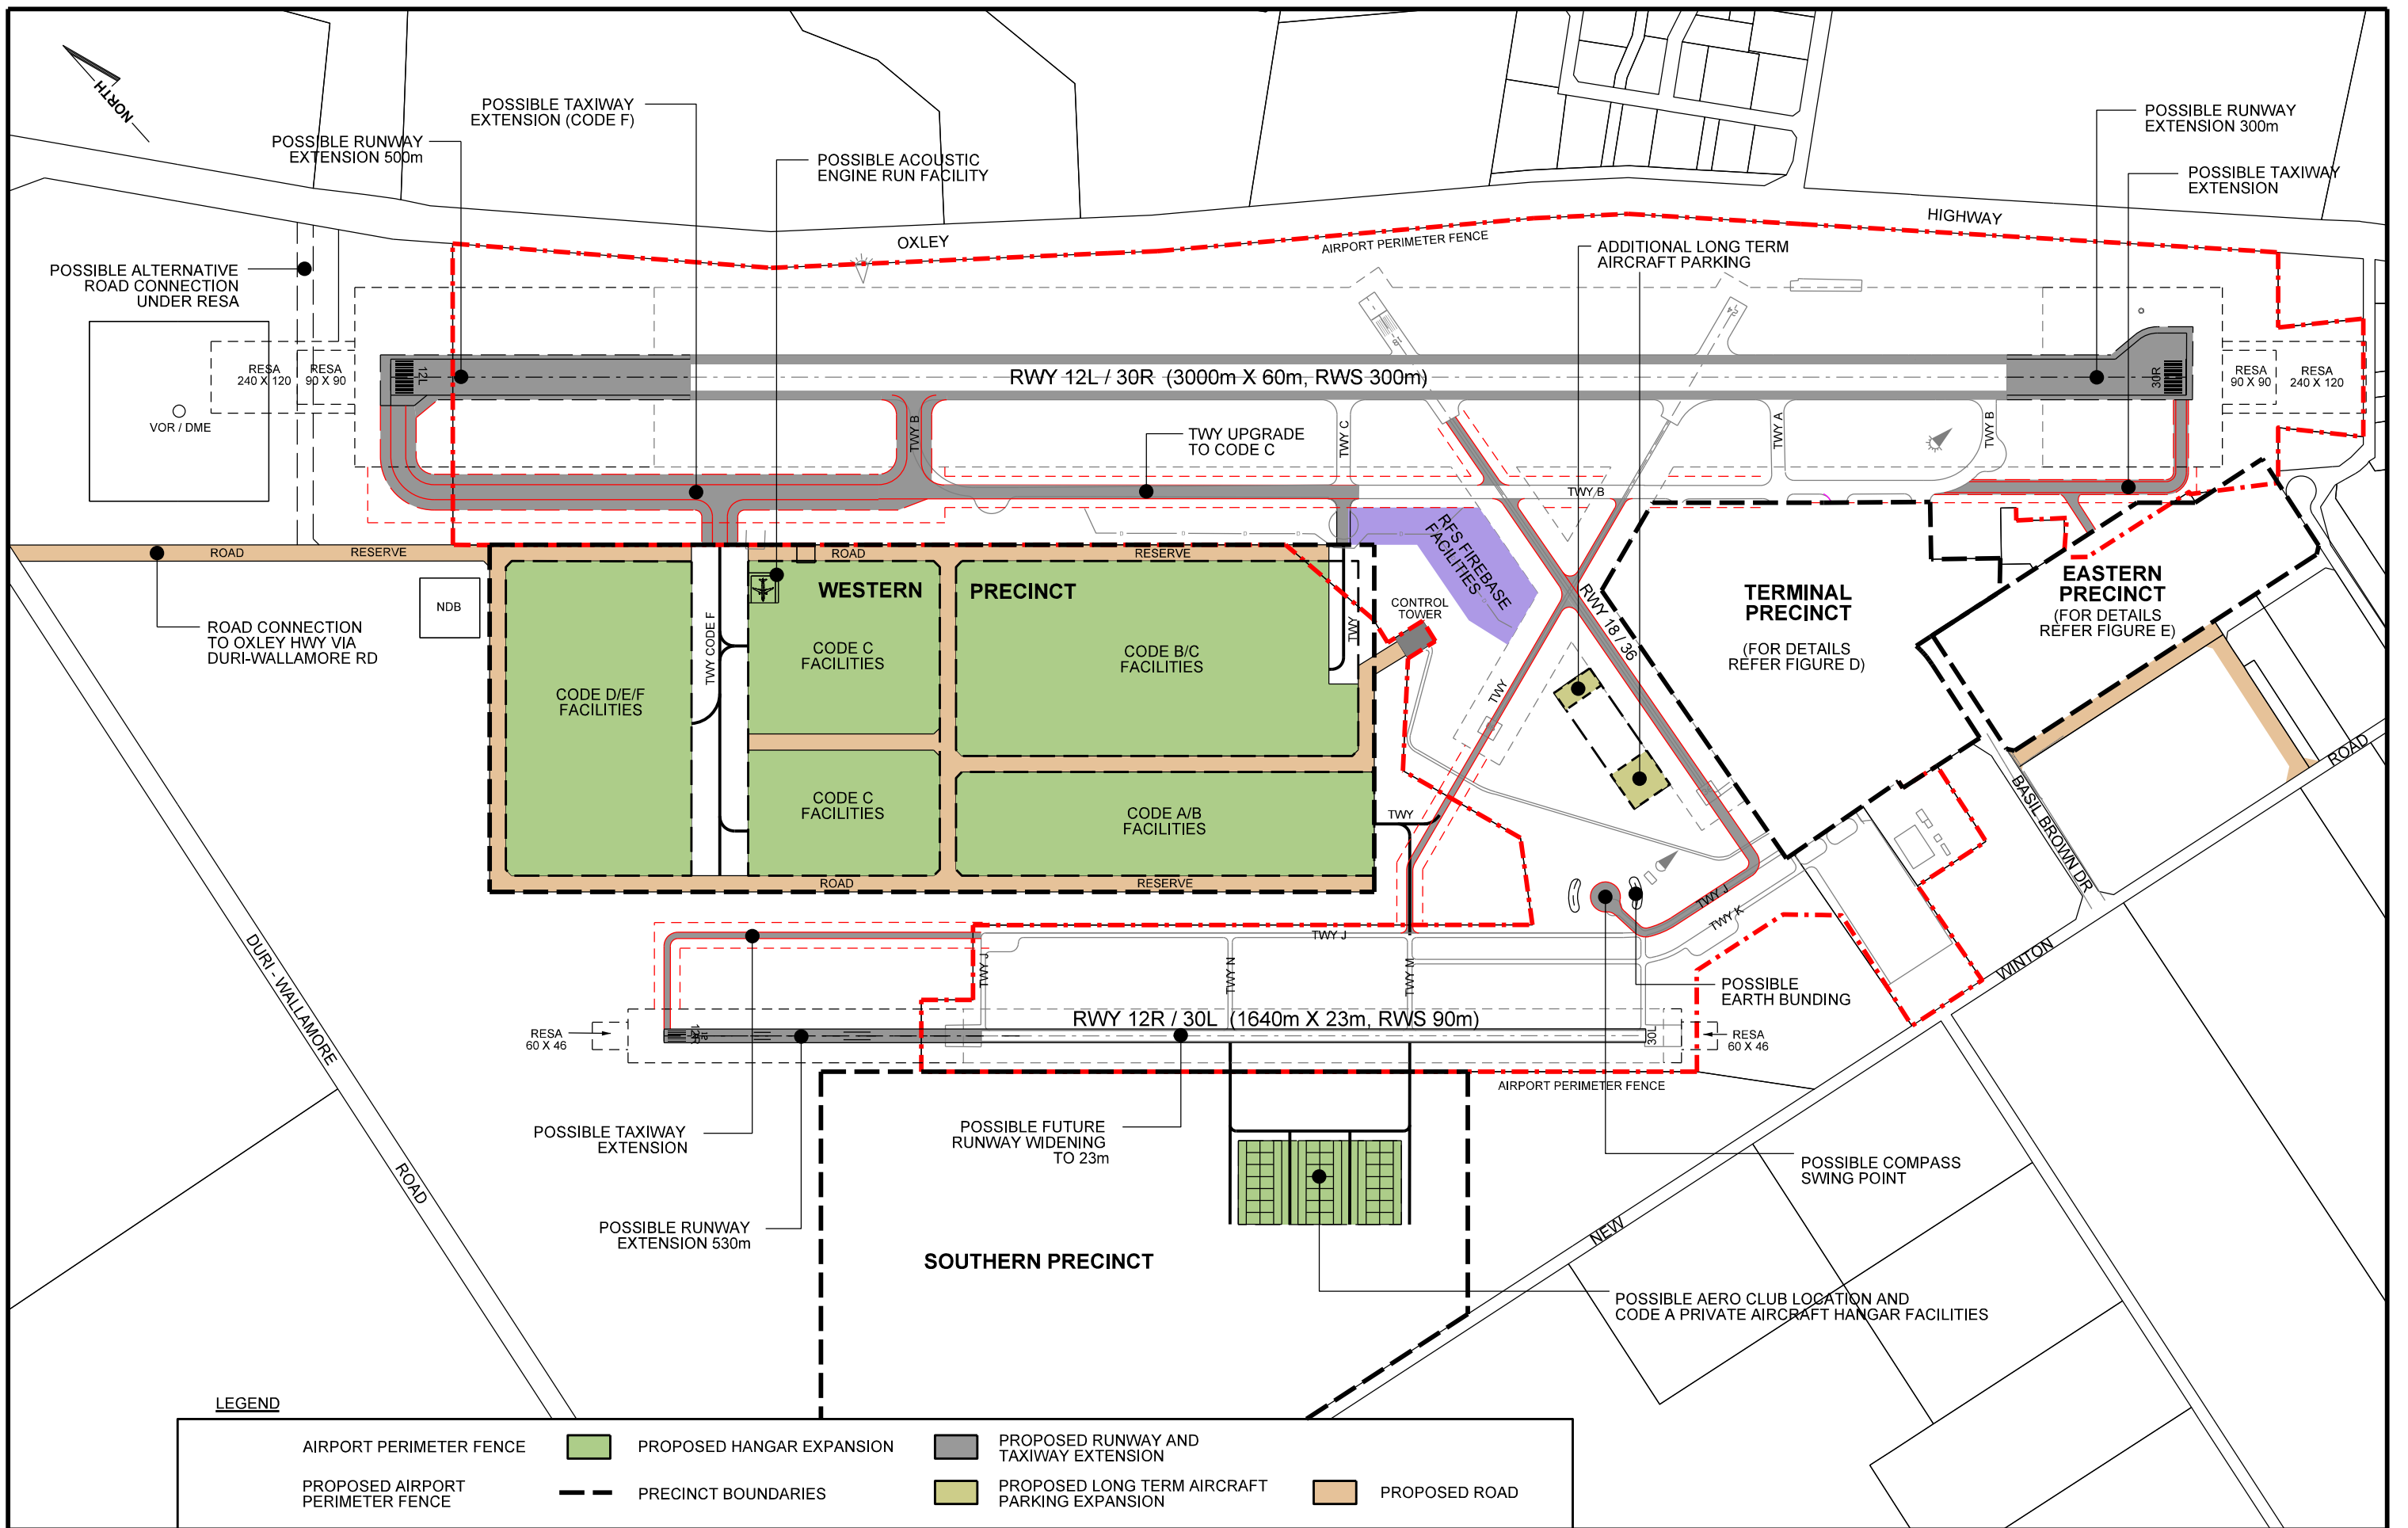 NORTH
POSSIBLE TAXIWAY
EXTENSION (CODE F)
POSSIBLE RUNWAY
EXTENSION 500m
POSSIBLE ACOUSTIC
ENGINE RUN FACILITY
POSSIBLE RUNWAY
EXTENSION 300m
POSSIBLE TAXIWAY
EXTENSION
OXLEY
HIGHWAY
AIRPORT PERIMETER FENCE
ADDITIONAL LONG TERM
AIRCRAFT PARKING
POSSIBLE ALTERNATIVE
ROAD CONNECTION
UNDER RESA
RESA
240 X 120
RESA
90 X 90
VOR / DME
12L
18
24
RWY 12L / 30R (3000m X 60m, RWS 300m)
30R
RESA
90 X 90
RESA
240 X 120
TWY B
TWY UPGRADE
TO CODE C
TWY C
TWY A
TWY B
TWY B
ROAD
RESERVE
ROAD
RESERVE
NDB
ROAD CONNECTION
TO OXLEY HWY VIA
DURI-WALLAMORE RD
WESTERN
PRECINCT
CODE D/E/F
FACILITIES
TWY CODE F
CODE C
FACILITIES
CODE B/C
FACILITIES
TWY
CODE C
FACILITIES
CODE A/B
FACILITIES
TWY
ROAD
RESERVE
RFS FIREBASE
FACILITIES
CONTROL
TOWER
RWY 18 / 36
TWY
TERMINAL
PRECINCT
(FOR DETAILS
REFER FIGURE D)
EASTERN
PRECINCT
(FOR DETAILS
REFER FIGURE E)
BASIL BROWN DR
ROAD
WINTON
NEW
TWY J
TWY K
TWY J
TWY J
TWY N
TWY M
POSSIBLE
EARTH BUNDING
RESA
60 X 46
12R
RWY 12R / 30L (1640m X 23m, RWS 90m)
30L
RESA
60 X 46
AIRPORT PERIMETER FENCE
DURI - WALLAMORE
ROAD
POSSIBLE TAXIWAY
EXTENSION
POSSIBLE RUNWAY
EXTENSION 530m
POSSIBLE FUTURE
RUNWAY WIDENING
TO 23m
POSSIBLE COMPASS
SWING POINT
SOUTHERN PRECINCT
POSSIBLE AERO CLUB LOCATION AND
CODE A PRIVATE AIRCRAFT HANGAR FACILITIES
LEGEND
AIRPORT PERIMETER FENCE
PROPOSED HANGAR EXPANSION
PROPOSED RUNWAY AND
TAXIWAY EXTENSION
PROPOSED AIRPORT
PERIMETER FENCE
PRECINCT BOUNDARIES
PROPOSED LONG TERM AIRCRAFT
PARKING EXPANSION
PROPOSED ROAD